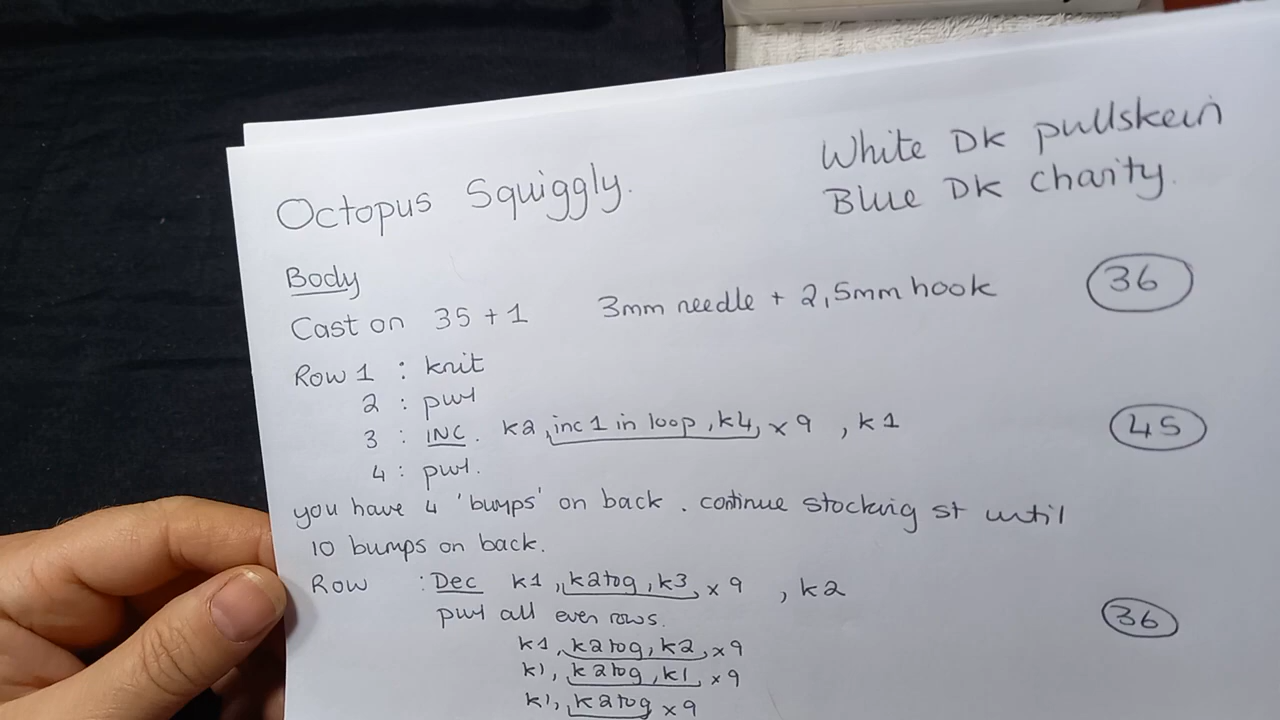 Octopus Squiggly.
White DK pullskein
Blue DK charity.
Body
Cast on 35 + 1 3mm needle + 2,5mm hook 36
Row 1 : knit
2 : purl
3 : INC. k2, inc 1 in loop, k4, x 9 , k1 45
4 : purl.
you have 4 'bumps' on back. continue stocking st until
10 bumps on back.
Row : Dec k1, k2tog, k3, x 9 , k2
purl all even rows. 36
k1, k2tog, k2, x 9
k1, k2tog, k1, x 9
k1, k2tog x 9